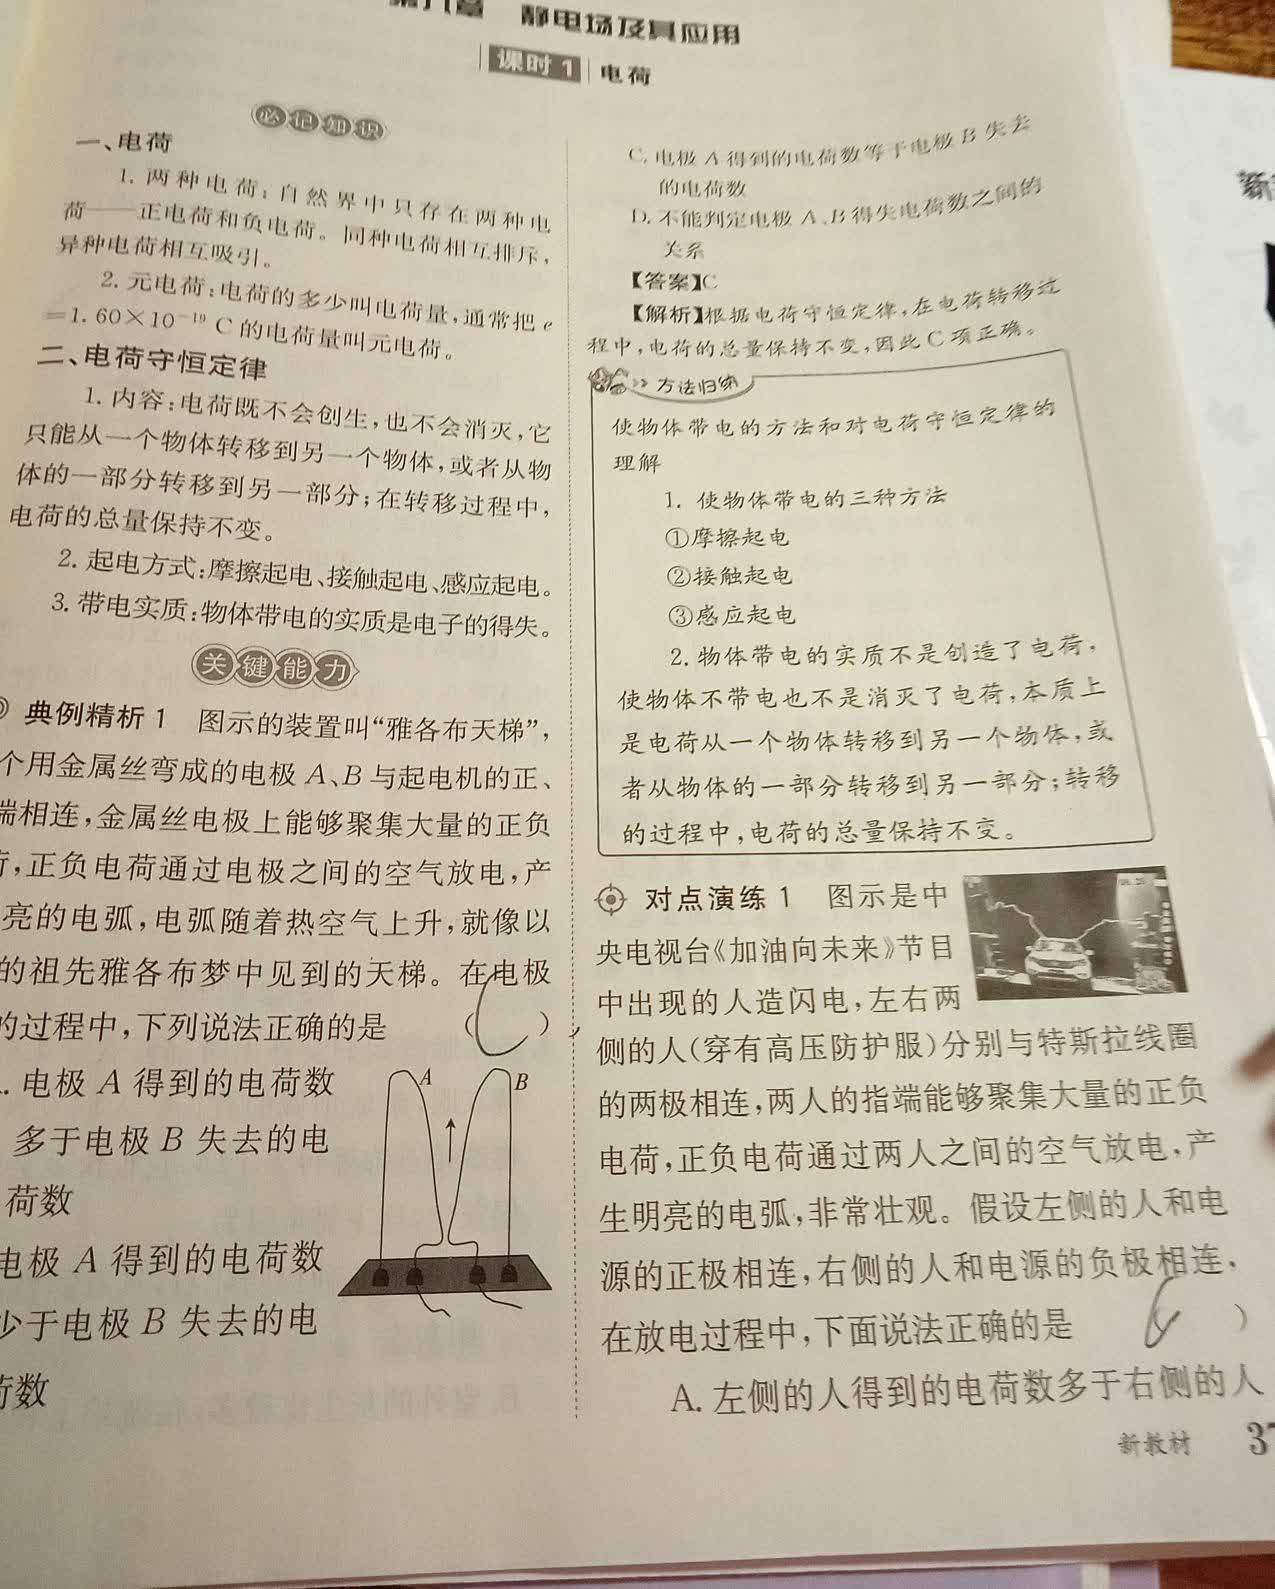 第八章 静电场及其应用
课时1 电荷
必记知识
一、电荷
1. 两种电荷:自然界中只存在两种电
荷——正电荷和负电荷。同种电荷相互排斥,
异种电荷相互吸引。
2. 元电荷:电荷的多少叫电荷量,通常把 e
=1.60×10⁻¹⁹ C 的电荷量叫元电荷。
二、电荷守恒定律
1. 内容:电荷既不会创生,也不会消灭,它
只能从一个物体转移到另一个物体,或者从物
体的一部分转移到另一部分;在转移过程中,
电荷的总量保持不变。
2. 起电方式:摩擦起电、接触起电、感应起电。
3. 带电实质:物体带电的实质是电子的得失。
关键能力
典例精析 1 图示的装置叫“雅各布天梯”,
个用金属丝弯成的电极 A、B 与起电机的正、
端相连,金属丝电极上能够聚集大量的正负
荷,正负电荷通过电极之间的空气放电,产
亮的电弧,电弧随着热空气上升,就像以
的祖先雅各布梦中见到的天梯。在电极
的过程中,下列说法正确的是 ( )
. 电极 A 得到的电荷数
多于电极 B 失去的电
荷数
电极 A 得到的电荷数
少于电极 B 失去的电
荷数
A B
C. 电极 A 得到的电荷数等于电极 B 失去
的电荷数
D. 不能判定电极 A、B 得失电荷数之间的
关系
【答案】C
【解析】根据电荷守恒定律,在电荷转移过
程中,电荷的总量保持不变,因此 C 项正确。
方法归纳
使物体带电的方法和对电荷守恒定律的
理解
1. 使物体带电的三种方法
①摩擦起电
②接触起电
③感应起电
2. 物体带电的实质不是创造了电荷,
使物体不带电也不是消灭了电荷,本质上
是电荷从一个物体转移到另一个物体,或
者从物体的一部分转移到另一部分;转移
的过程中,电荷的总量保持不变。
对点演练 1 图示是中
央电视台《加油向未来》节目
中出现的人造闪电,左右两
侧的人(穿有高压防护服)分别与特斯拉线圈
的两极相连,两人的指端能够聚集大量的正负
电荷,正负电荷通过两人之间的空气放电,产
生明亮的电弧,非常壮观。假设左侧的人和电
源的正极相连,右侧的人和电源的负极相连,
在放电过程中,下面说法正确的是 ( )
A. 左侧的人得到的电荷数多于右侧的人
新教材 37
新